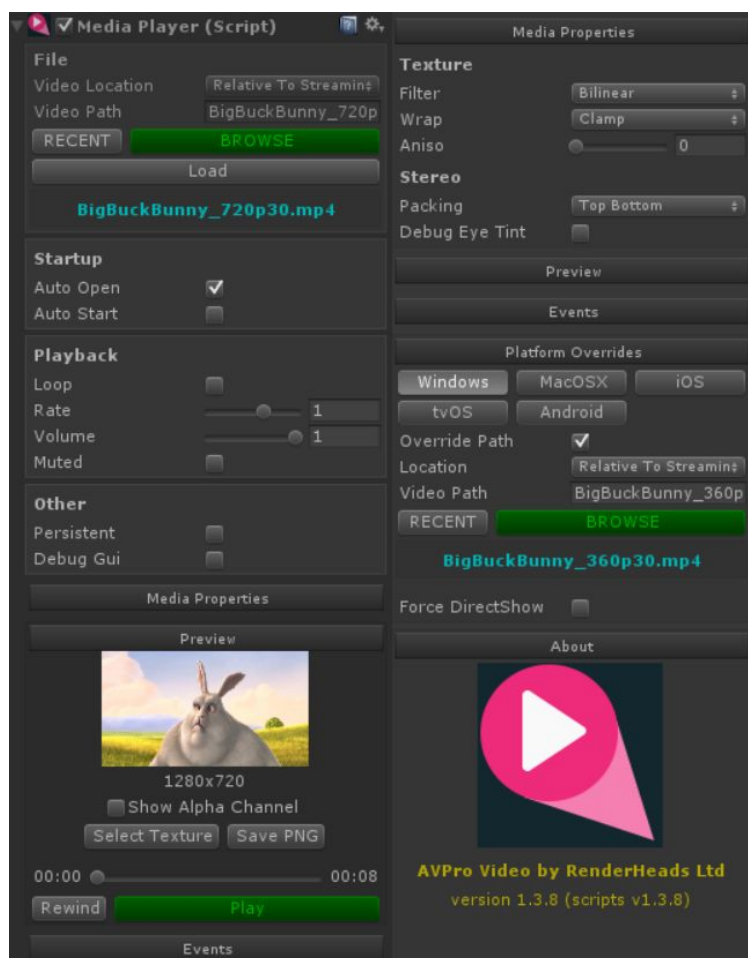 Media Player (Script)
File
Video Location Relative To Streaming
Video Path BigBuckBunny_720p
RECENT BROWSE
Load
BigBuckBunny_720p30.mp4
Startup
Auto Open
Auto Start
Playback
Loop
Rate 1
Volume 1
Muted
Other
Persistent
Debug Gui
Media Properties
Preview
1280x720
Show Alpha Channel
Select Texture Save PNG
00:00 00:08
Rewind Play
Events
Media Properties
Texture
Filter Bilinear
Wrap Clamp
Aniso 0
Stereo
Packing Top Bottom
Debug Eye Tint
Preview
Events
Platform Overrides
Windows MacOSX iOS
tvOS Android
Override Path
Location Relative To Streaming
Video Path BigBuckBunny_360p
RECENT BROWSE
BigBuckBunny_360p30.mp4
Force DirectShow
About
AVPro Video by RenderHeads Ltd
version 1.3.8 (scripts v1.3.8)